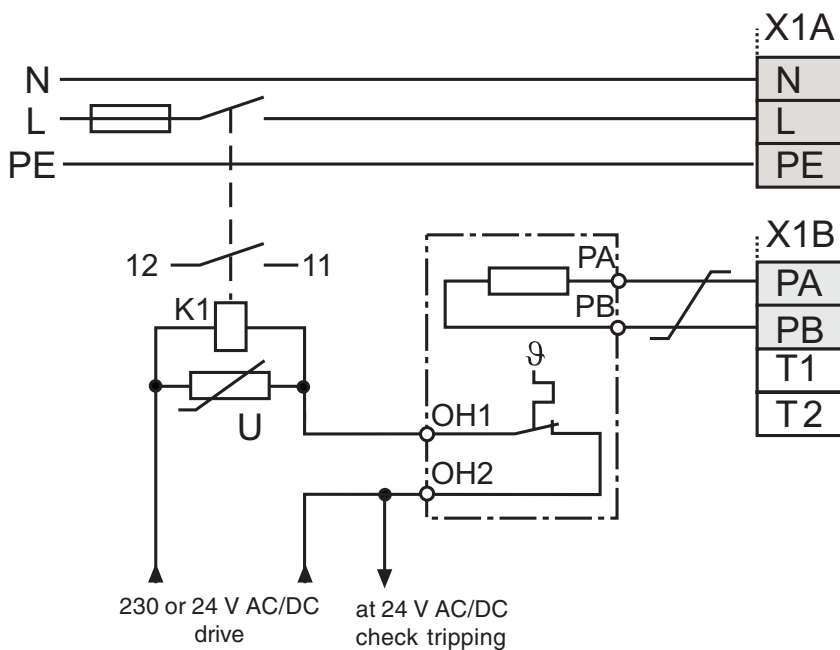 X1A
N
N
L
L
PE
PE
X1B
12
11
PA
PA
K1
PB
PB
ϑ
T1
U
OH1
T2
OH2
230 or 24 V AC/DC
drive
at 24 V AC/DC
check tripping